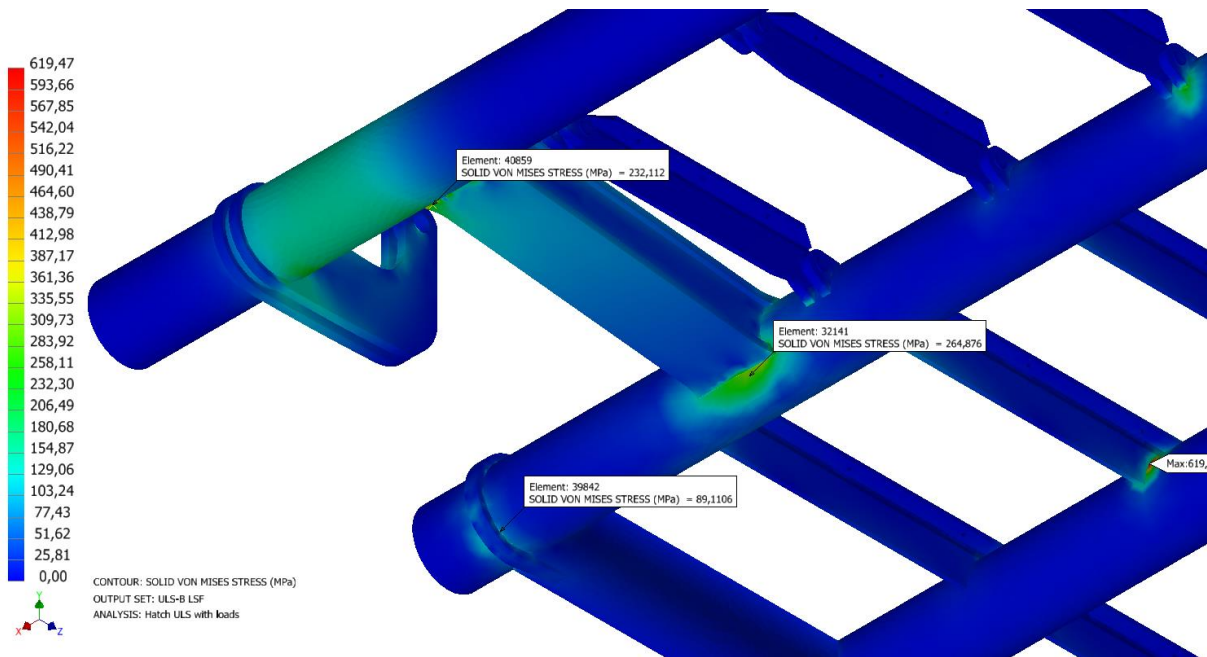 619,47
593,66
567,85
542,04
516,22
490,41
464,60
438,79
412,98
387,17
361,36
335,55
309,73
283,92
258,11
232,30
206,49
180,68
154,87
129,06
103,24
77,43
51,62
25,81
0,00
Element: 40859
SOLID VON MISES STRESS (MPa) = 232,112
Element: 32141
SOLID VON MISES STRESS (MPa) = 264,876
Max:619,
Element: 39842
SOLID VON MISES STRESS (MPa) = 89,1106
CONTOUR: SOLID VON MISES STRESS (MPa)
OUTPUT SET: ULS-B LSF
ANALYSIS: Hatch ULS with loads
Y
X
Z